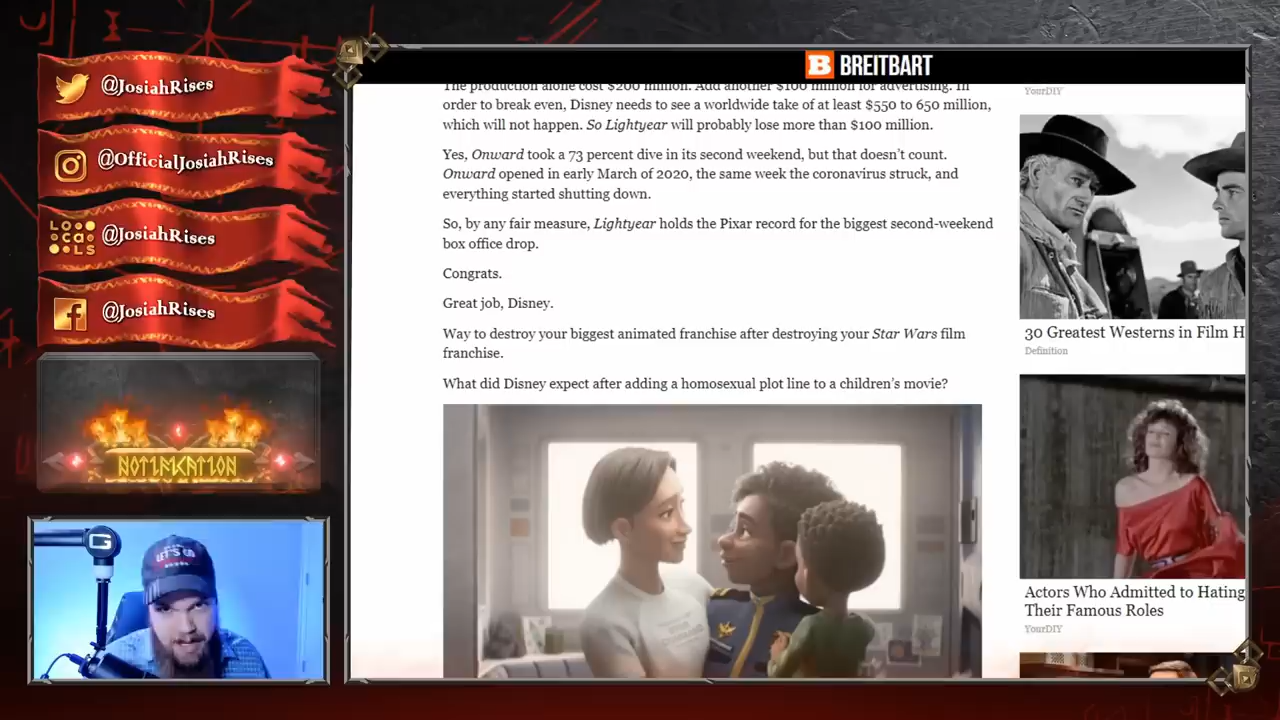 @JosiahRises
@OfficialJosiahRises
LOCALS
@JosiahRises
@JosiahRises
NOTIFICATION
LET'S GO
G
B BREITBART
The production alone cost $200 million. Add another $100 million for advertising. In
order to break even, Disney needs to see a worldwide take of at least $550 to 650 million,
which will not happen. So Lightyear will probably lose more than $100 million.
Yes, Onward took a 73 percent dive in its second weekend, but that doesn’t count.
Onward opened in early March of 2020, the same week the coronavirus struck, and
everything started shutting down.
So, by any fair measure, Lightyear holds the Pixar record for the biggest second-weekend
box office drop.
Congrats.
Great job, Disney.
Way to destroy your biggest animated franchise after destroying your Star Wars film
franchise.
What did Disney expect after adding a homosexual plot line to a children’s movie?
YourDIY
30 Greatest Westerns in Film H
Definition
Actors Who Admitted to Hating
Their Famous Roles
YourDIY